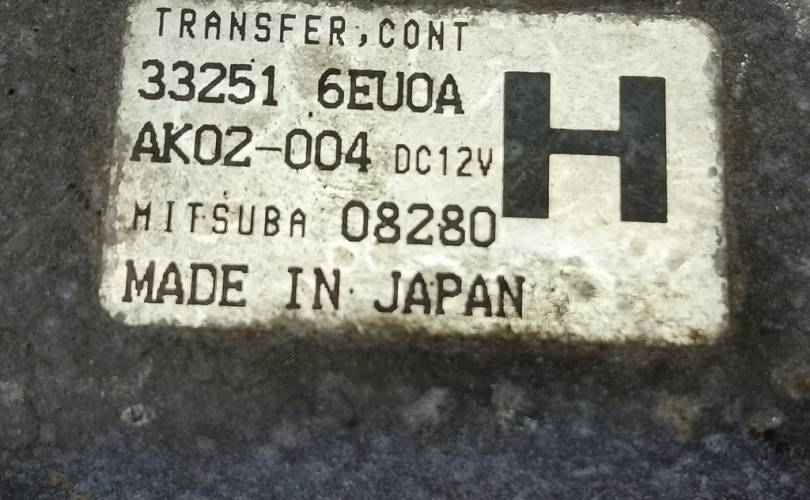 TRANSFER,CONT
33251 6EU0A
H
AK02-004 DC12V
MITSUBA 08280
MADE IN JAPAN